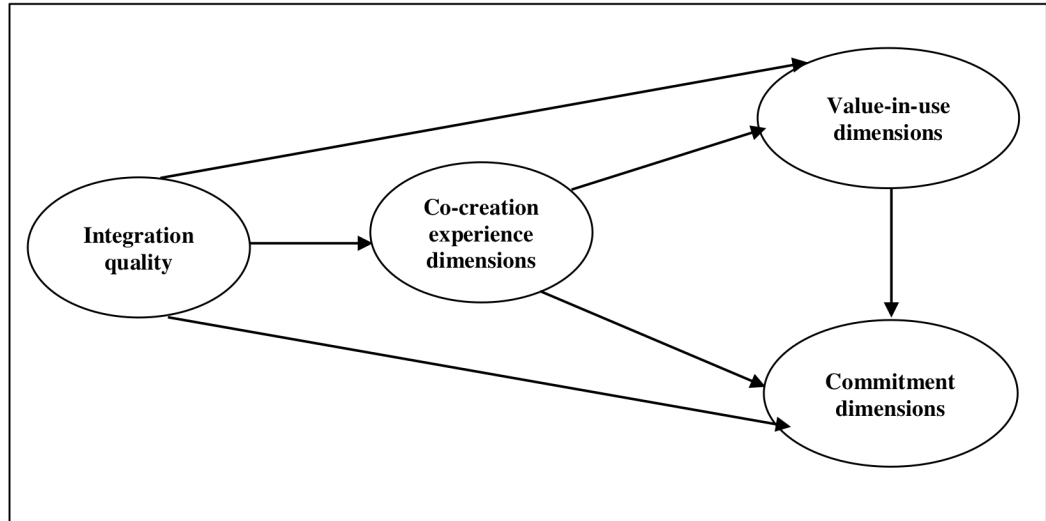 Integration
quality
Co-creation
experience
dimensions
Value-in-use
dimensions
Commitment
dimensions